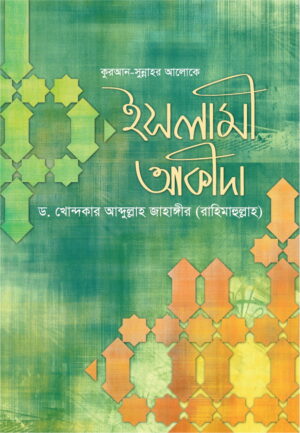 কুরআন-সুন্নাহর আলোকে
ইসলামী
আকীদা
ড. খোন্দকার আব্দুল্লাহ জাহাঙ্গীর (রাহিমাহুল্লাহ)